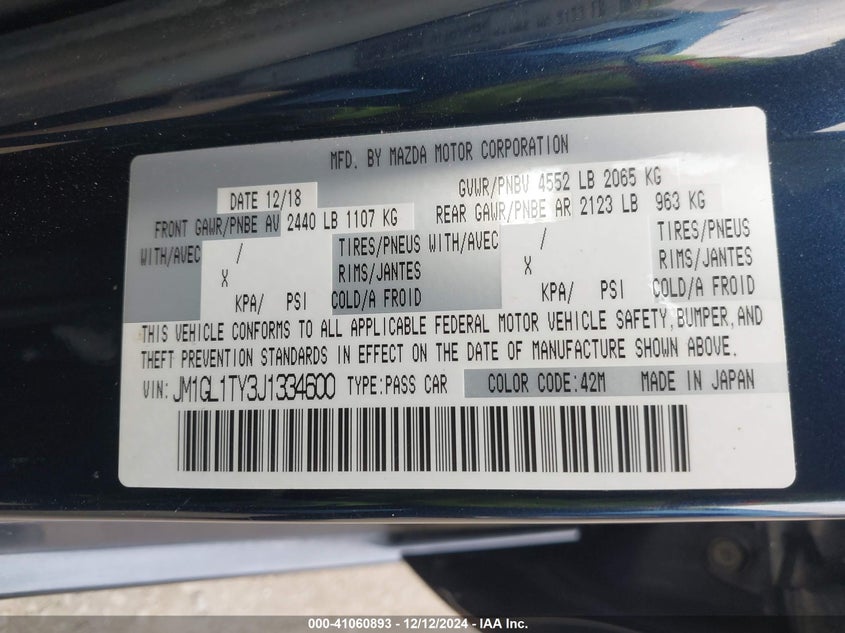 MFD. BY MAZDA MOTOR CORPORATION
DATE 12/18 GVWR/PNBV 4552 LB 2065 KG
FRONT GAWR/PNBE AV 2440 LB 1107 KG REAR GAWR/PNBE AR 2123 LB 963 KG
WITH/AVEC / TIRES/PNEUS WITH/AVEC / TIRES/PNEUS
X RIMS/JANTES X RIMS/JANTES
KPA/ PSI COLD/A FROID KPA/ PSI COLD/A FROID
THIS VEHICLE CONFORMS TO ALL APPLICABLE FEDERAL MOTOR VEHICLE SAFETY, BUMPER, AND
THEFT PREVENTION STANDARDS IN EFFECT ON THE DATE OF MANUFACTURE SHOWN ABOVE.
VIN: JM1GL1TY3J1334600 TYPE: PASS CAR COLOR CODE: 42M MADE IN JAPAN
000-41060893 - 12/12/2024 - IAA Inc.